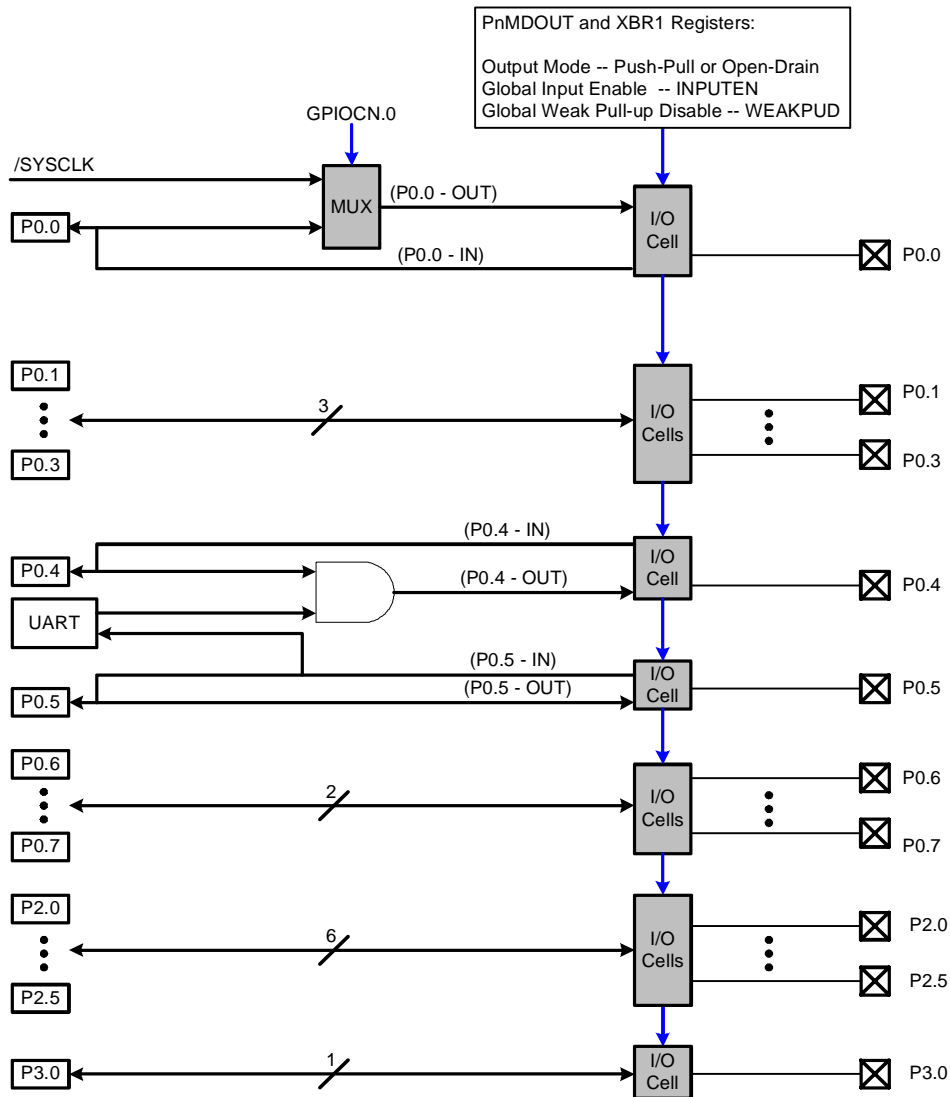 PnMDOUT and XBR1 Registers:
Output Mode -- Push-Pull or Open-Drain
Global Input Enable -- INPUTEN
Global Weak Pull-up Disable -- WEAKPUD
GPIOCN.0
/SYSCLK
MUX
(P0.0 - OUT)
I/O
Cell
P0.0
(P0.0 - IN)
P0.0
P0.1
3
P0.3
I/O
Cells
P0.1
P0.3
(P0.4 - IN)
P0.4
(P0.4 - OUT)
I/O
Cell
P0.4
UART
(P0.5 - IN)
(P0.5 - OUT)
P0.5
I/O
Cell
P0.5
P0.6
2
P0.7
I/O
Cells
P0.6
P0.7
P2.0
6
P2.5
I/O
Cells
P2.0
P2.5
P3.0
1
I/O
Cell
P3.0